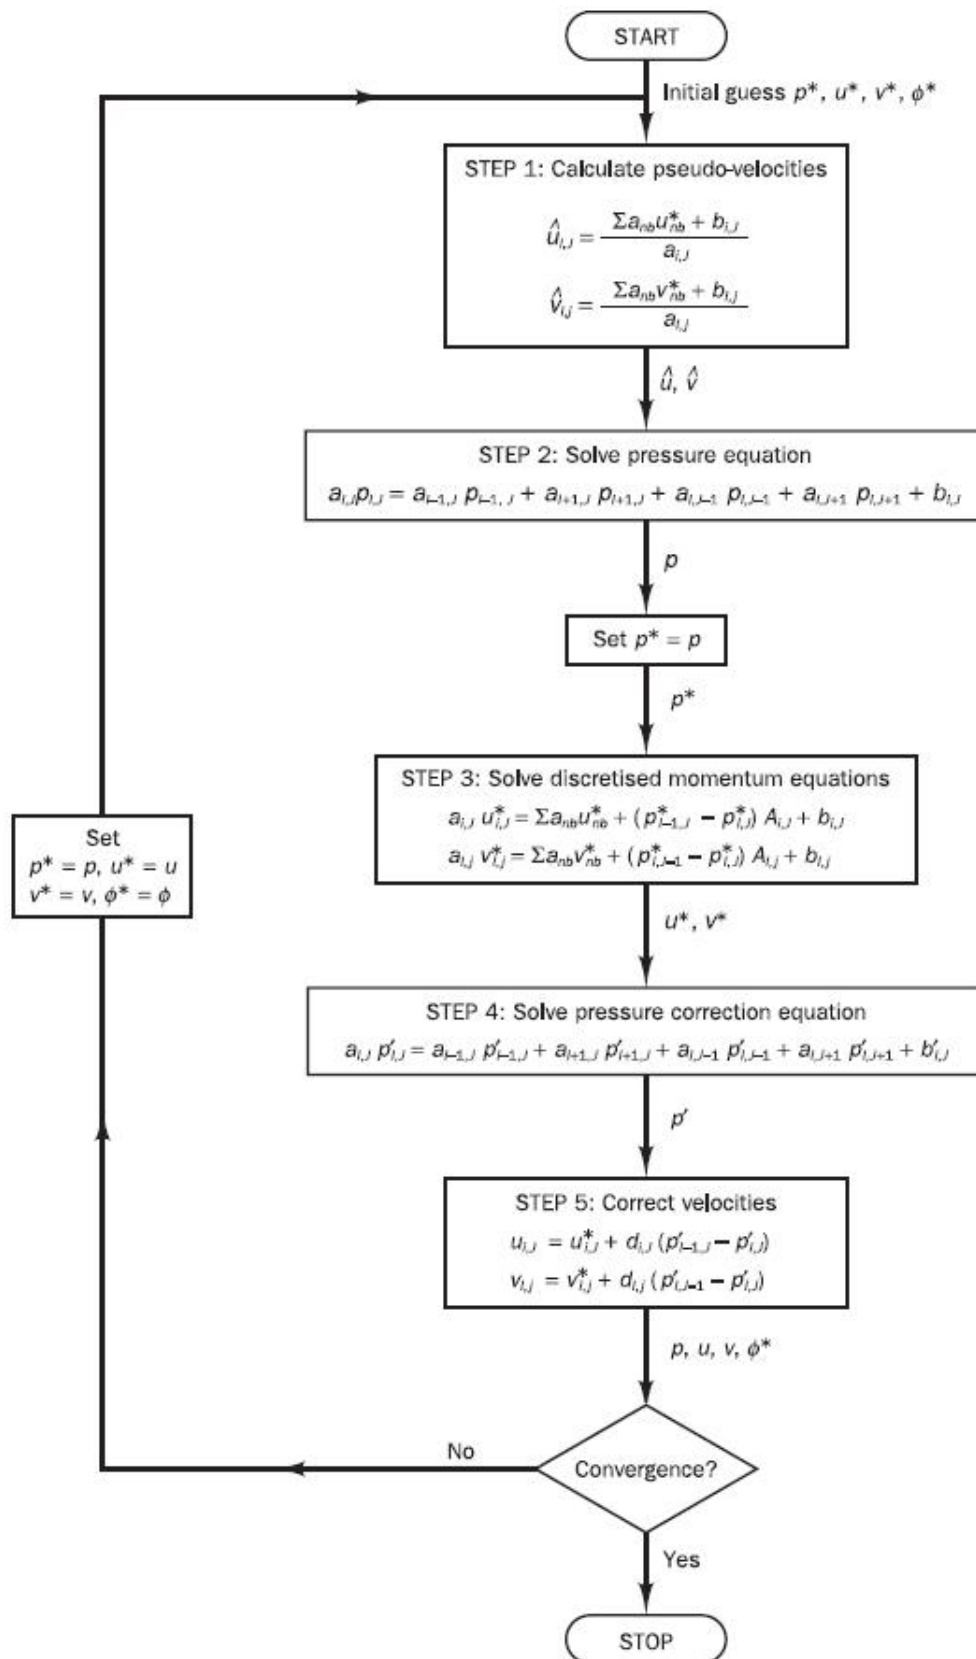 START
Initial guess p*, u*, v*, ϕ*
STEP 1: Calculate pseudo-velocities
û_{i,J} = \frac{Σa_{nb}u*_{nb} + b_{i,J}}{a_{i,J}}
v̂_{I,j} = \frac{Σa_{nb}v*_{nb} + b_{I,j}}{a_{I,j}}
û, v̂
STEP 2: Solve pressure equation
a_{I,J}p_{I,J} = a_{I–1,J} p_{I–1,J} + a_{I+1,J} p_{I+1,J} + a_{I,J–1} p_{I,J–1} + a_{I,J+1} p_{I,J+1} + b_{I,J}
p
Set p* = p
p*
STEP 3: Solve discretised momentum equations
a_{i,J} u*_{i,J} = Σa_{nb}u*_{nb} + (p*_{I–1,J} – p*_{I,J}) A_{i,J} + b_{i,J}
a_{I,j} v*_{I,j} = Σa_{nb}v*_{nb} + (p*_{I,J–1} – p*_{I,J}) A_{I,j} + b_{I,j}
Set
p* = p, u* = u
v* = v, ϕ* = ϕ
u*, v*
STEP 4: Solve pressure correction equation
a_{I,J} p′_{I,J} = a_{I–1,J} p′_{I–1,J} + a_{I+1,J} p′_{I+1,J} + a_{I,J–1} p′_{I,J–1} + a_{I,J+1} p′_{I,J+1} + b′_{I,J}
p′
STEP 5: Correct velocities
u_{i,J} = u*_{i,J} + d_{i,J} (p′_{I–1,J} – p′_{I,J})
v_{I,j} = v*_{I,j} + d_{I,j} (p′_{I,J–1} – p′_{I,J})
p, u, v, ϕ*
No
Convergence?
Yes
STOP